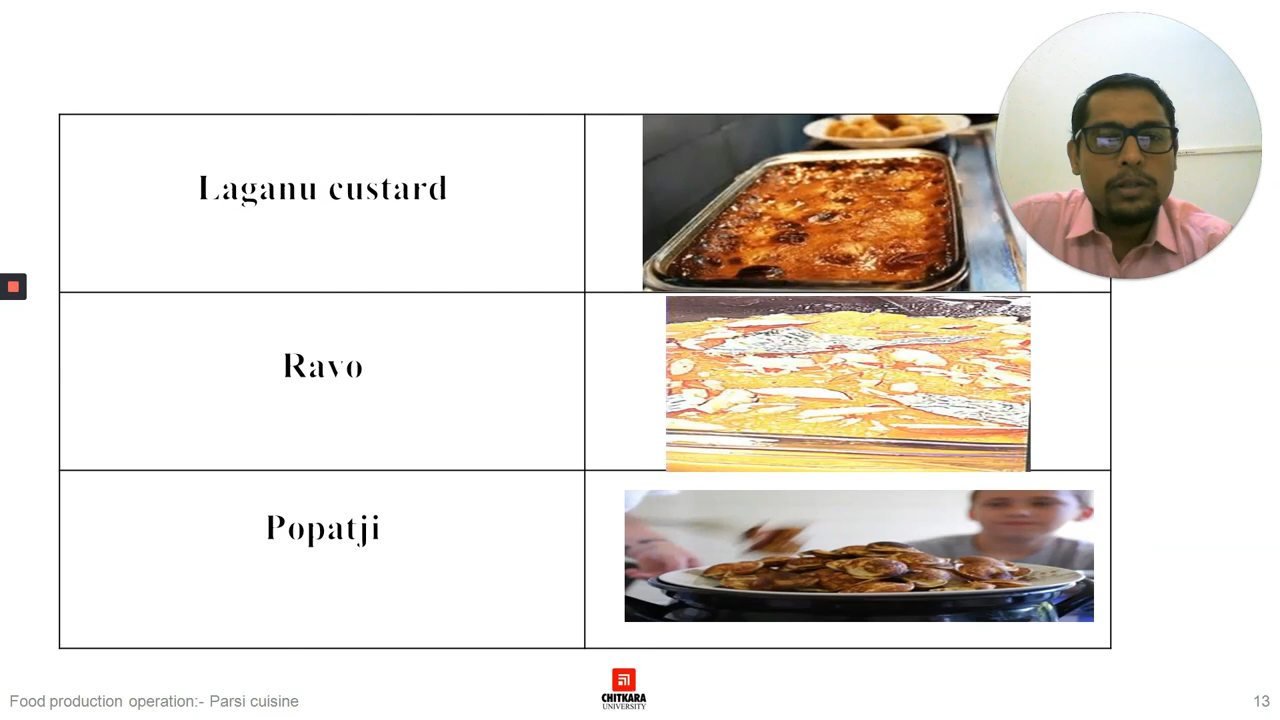 Laganu custard
Ravo
Popatji
Food production operation:- Parsi cuisine
CHITKARA
UNIVERSITY
13